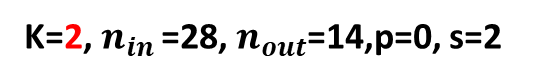 K=2, n_in =28, n_out=14,p=0, s=2